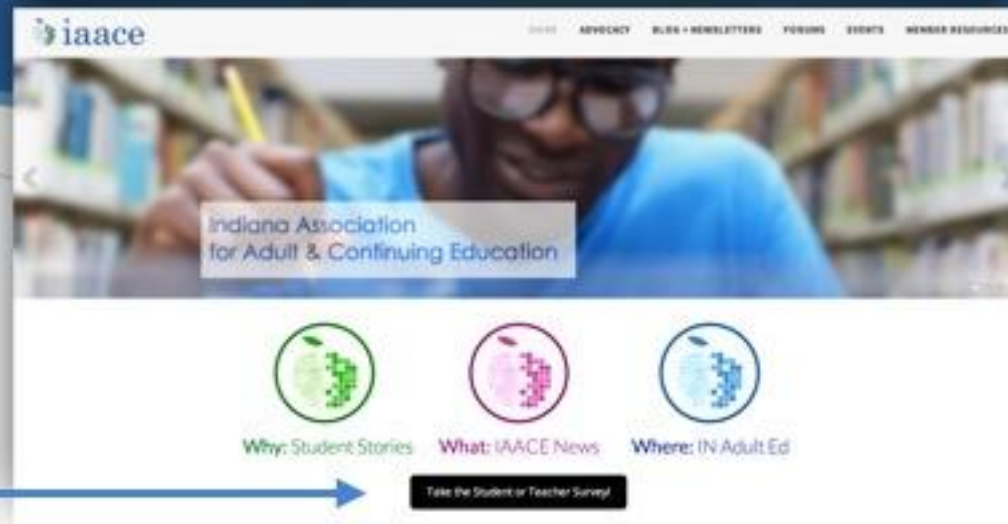 iaace
HOME ADVOCACY BLOG + NEWSLETTERS FORUMS EVENTS MEMBER RESOURCES
Indiana Association
for Adult & Continuing Education
Why: Student Stories What: IAACE News Where: IN Adult Ed
Take the Student or Teacher Survey!